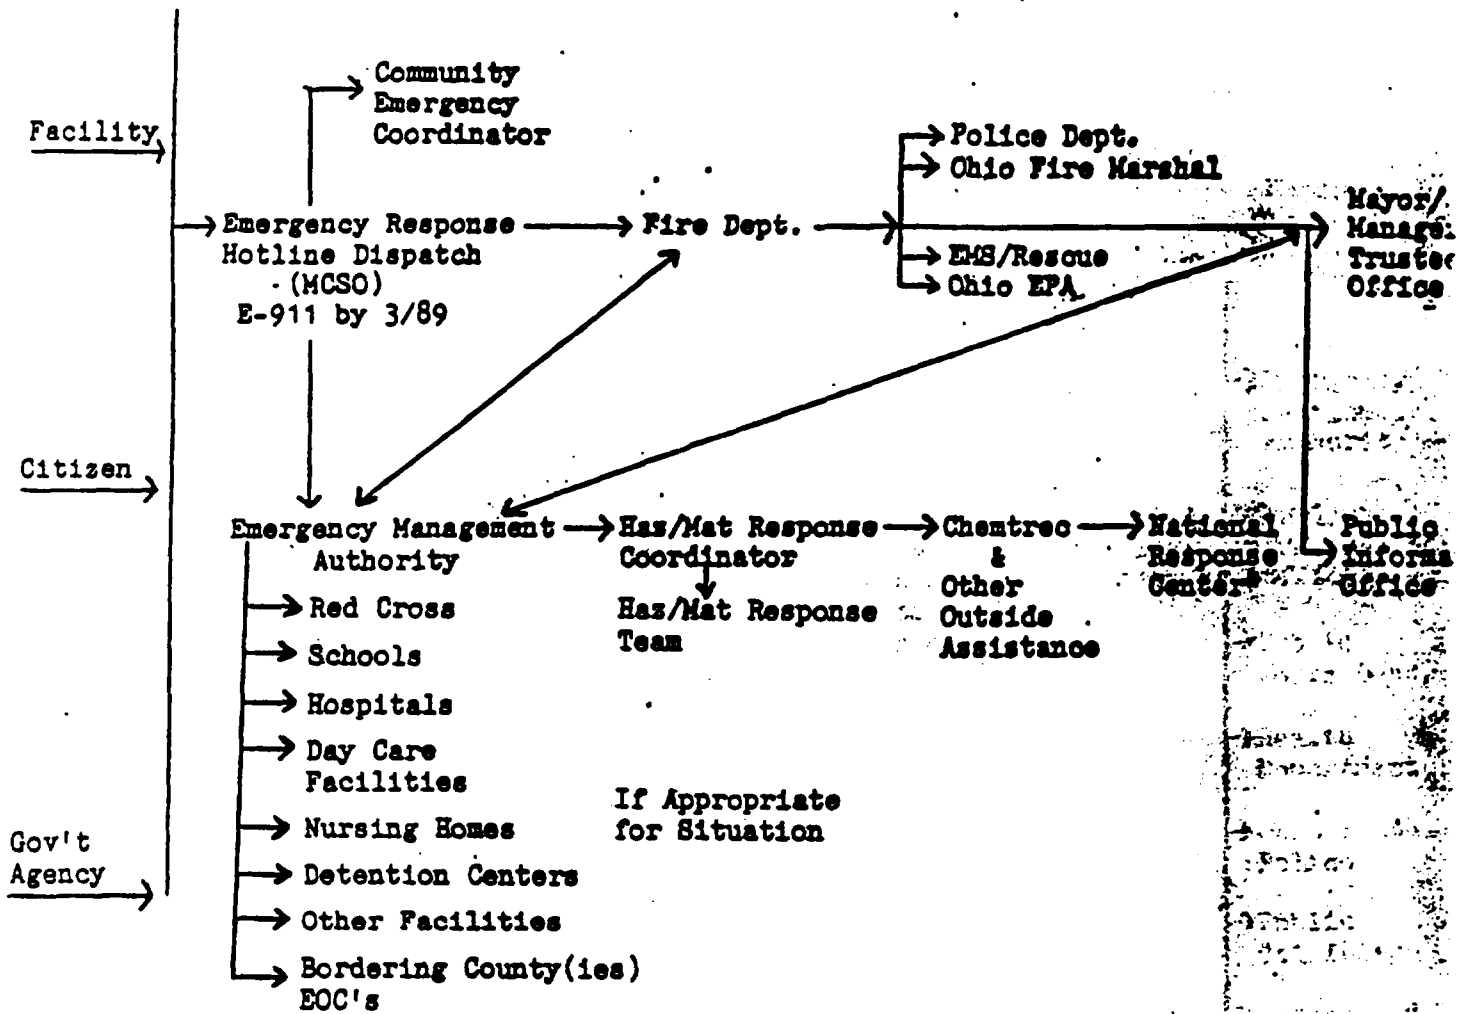 Community
Emergency
Coordinator
Facility
Police Dept.
Ohio Fire Marshal
Emergency Response
Hotline Dispatch
(MCSO)
E-911 by 3/89
Fire Dept.
EMS/Rescue
Ohio EPA
Mayor/
Office
Citizen
Emergency Management
Authority
Haz/Mat Response
Coordinator
Haz/Mat Response
Team
Chemtrec
&
Other
Outside
Assistance
National
Response
Center
Public
Office
Red Cross
Schools
Hospitals
Day Care
Facilities
Nursing Homes
Detention Centers
Other Facilities
Bordering County(ies)
EOC's
If Appropriate
for Situation
Gov't
Agency